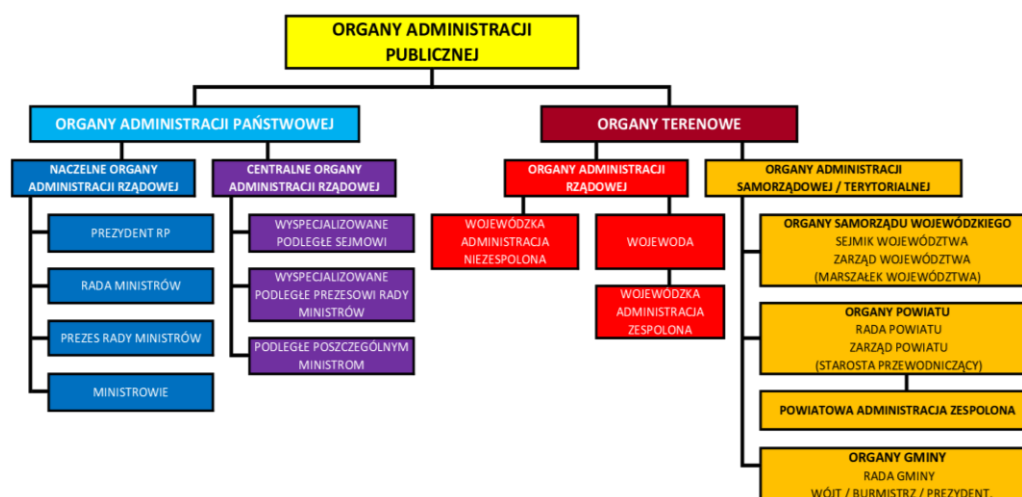 ORGANY ADMINISTRACJI
PUBLICZNEJ
ORGANY ADMINISTRACJI PAŃSTWOWEJ
ORGANY TERENOWE
NACZELNE ORGANY
ADMINISTRACJI RZĄDOWEJ
CENTRALNE ORGANY
ADMINISTRACJI RZĄDOWEJ
ORGANY ADMINISTRACJI
RZĄDOWEJ
ORGANY ADMINISTRACJI
SAMORZĄDOWEJ / TERYTORIALNEJ
PREZYDENT RP
RADA MINISTRÓW
PREZES RADY MINISTRÓW
MINISTROWIE
WYSPECJALIZOWANE
PODLEGŁE SEJMOWI
WYSPECJALIZOWANE
PODLEGŁE PREZESOWI RADY
MINISTRÓW
PODLEGŁE POSZCZEGÓLNYM
MINISTROM
WOJEWÓDZKA
ADMINISTRACJA
NIEZESPOLONA
WOJEWODA
WOJEWÓDZKA
ADMINISTRACJA
ZESPOLONA
ORGANY SAMORZĄDU WOJEWÓDZKIEGO
SEJMIK WOJEWÓDZTWA
ZARZĄD WOJEWÓDZTWA
(MARSZAŁEK WOJEWÓDZTWA)
ORGANY POWIATU
RADA POWIATU
ZARZĄD POWIATU
(STAROSTA PRZEWODNICZĄCY)
POWIATOWA ADMINISTRACJA ZESPOLONA
ORGANY GMINY
RADA GMINY
WÓJT / BURMISTRZ / PREZYDENT.